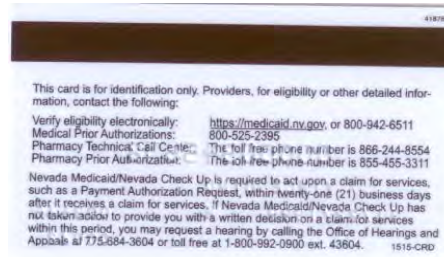 41878
This card is for identification only. Providers, for eligibility or other detailed infor-
mation, contact the following:
Verify eligibility electronically: https://medicaid.nv.gov, or 800-942-6511
Medical Prior Authorizations: 800-525-2395
Pharmacy Technical Call Center: The toll free phone number is 866-244-8554
Pharmacy Prior Authorization: The toll free phone number is 855-455-3311
Nevada Medicaid/Nevada Check Up is required to act upon a claim for services,
such as a Payment Authorization Request, within twenty-one (21) business days
after it receives a claim for services. If Nevada Medicaid/Nevada Check Up has
not taken action to provide you with a written decision on a claim for services
within this period, you may request a hearing by calling the Office of Hearings and
Appeals at 775-684-3604 or toll free at 1-800-992-0900 ext. 43604.
1515-CRD